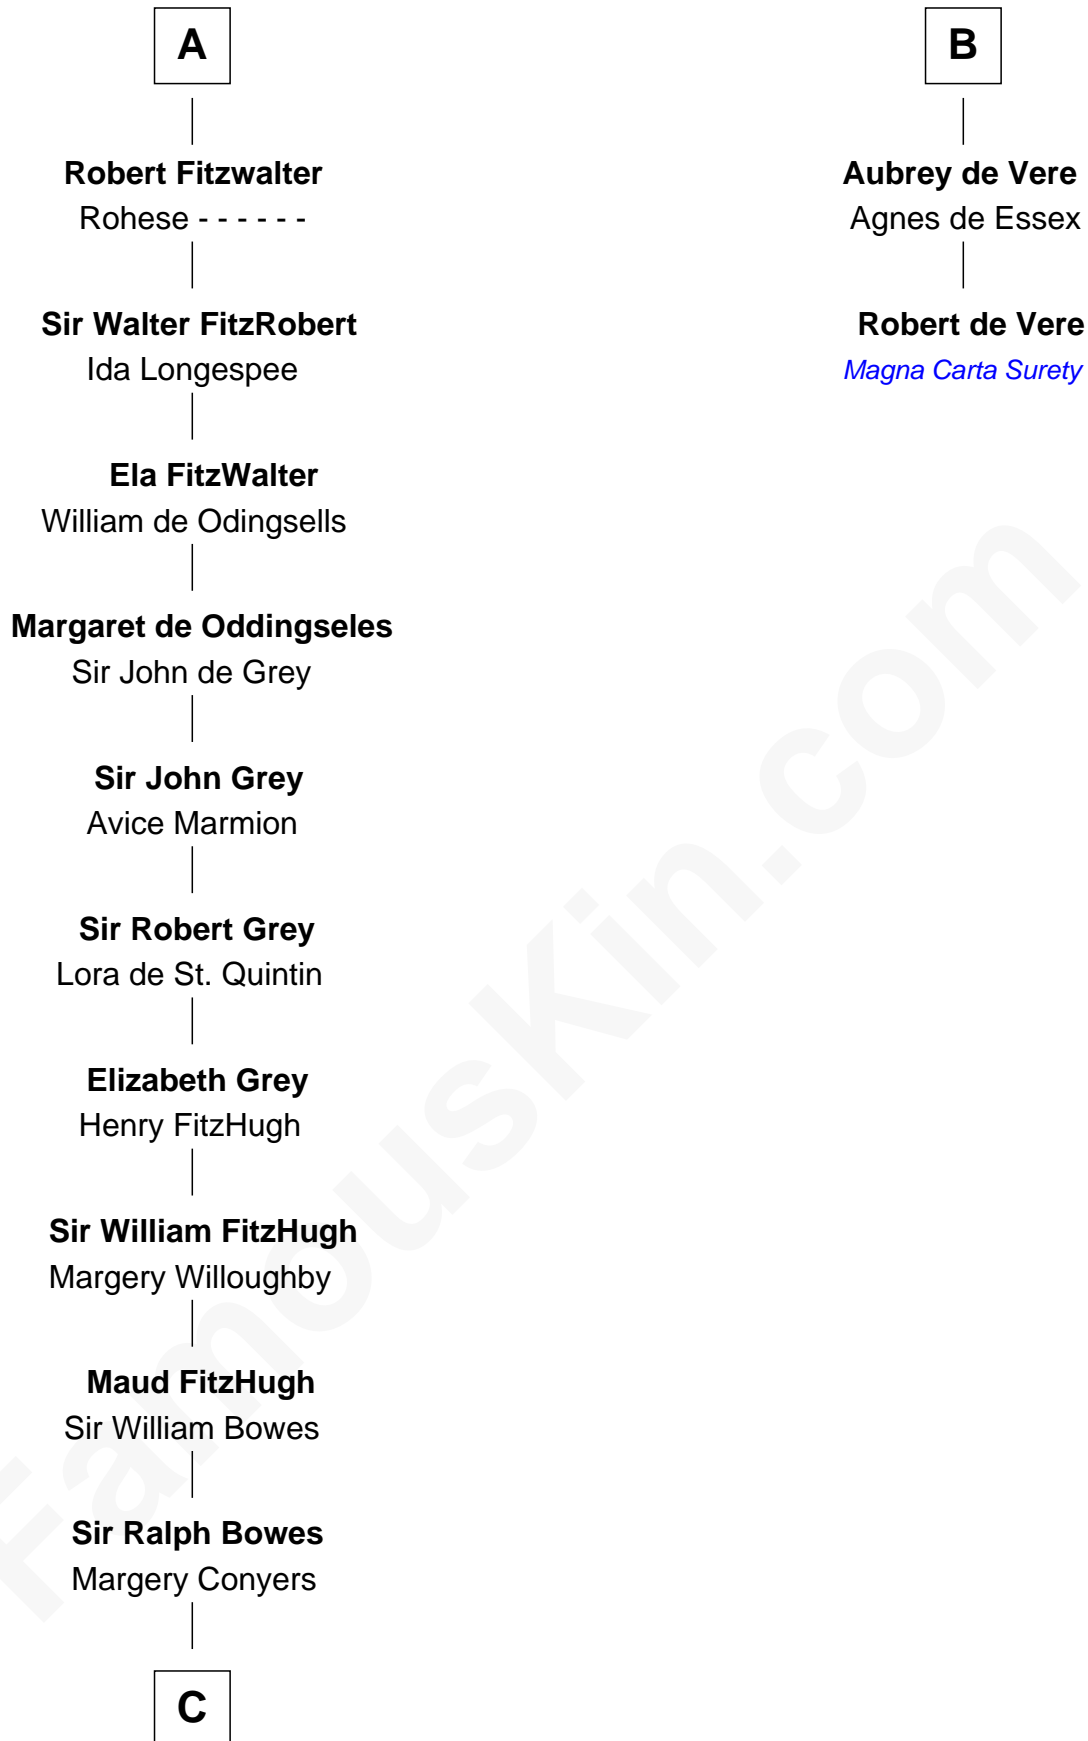 A
Robert Fitzwalter
Rohese - - - - - -
Sir Walter FitzRobert
Ida Longespee
Ela FitzWalter
William de Odingsells
Margaret de Oddingseles
Sir John de Grey
Sir John Grey
Avice Marmion
Sir Robert Grey
Lora de St. Quintin
Elizabeth Grey
Henry FitzHugh
Sir William FitzHugh
Margery Willoughby
Maud FitzHugh
Sir William Bowes
Sir Ralph Bowes
Margery Conyers
C
B
Aubrey de Vere
Agnes de Essex
Robert de Vere
Magna Carta Surety
FamousKin.com